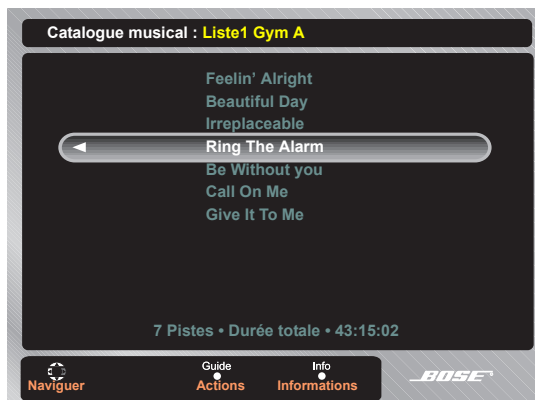 Catalogue musical : Liste1 Gym A
Feelin’ Alright
Beautiful Day
Irreplaceable
Ring The Alarm
Be Without you
Call On Me
Give It To Me
7 Pistes • Durée totale • 43:15:02
Guide Info
Naviguer Actions Informations
BOSE